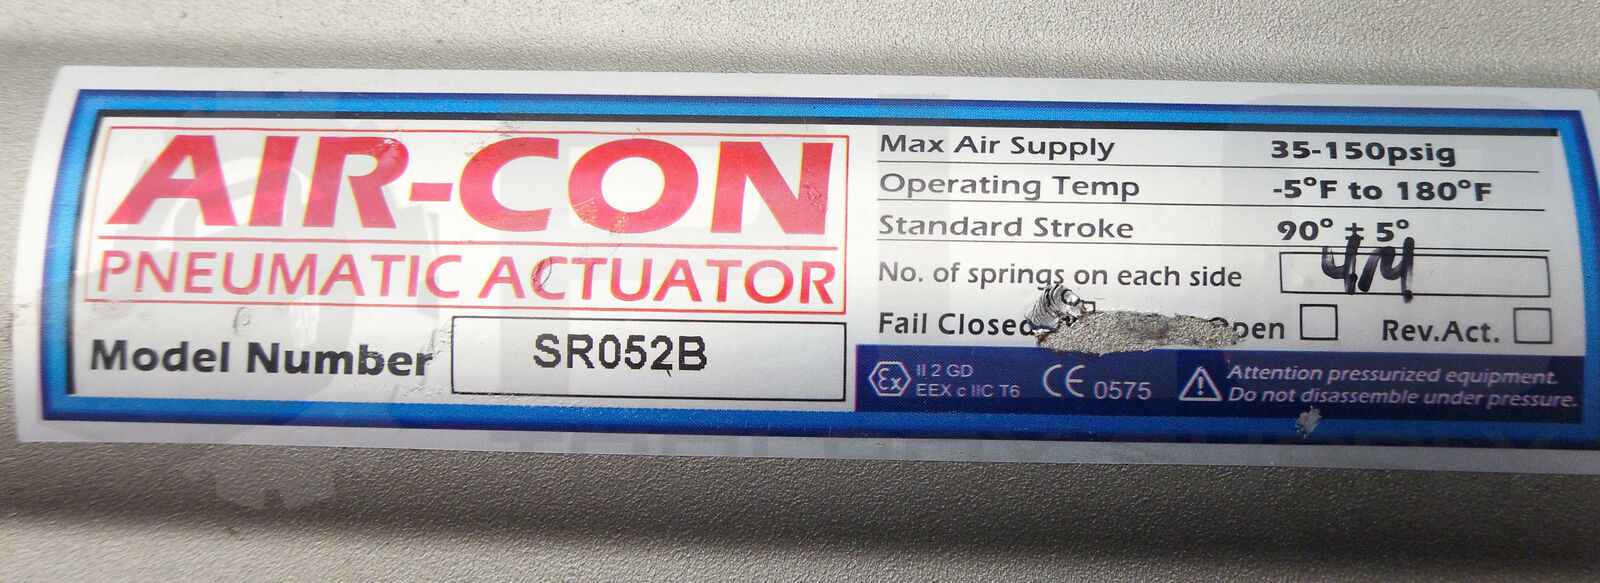 AIR-CON
PNEUMATIC ACTUATOR
Model Number SR052B
Max Air Supply 35-150psig
Operating Temp -5°F to 180°F
Standard Stroke 90° ± 5°
No. of springs on each side 4/4
Fail Closed Open Rev.Act.
Ex II 2 GD
EEX c IIC T6
CE 0575
Attention pressurized equipment.
Do not disassemble under pressure.